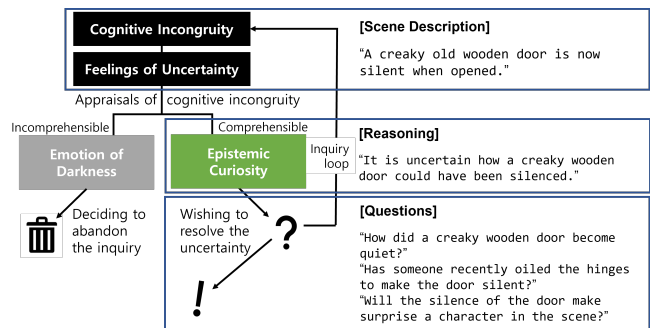 Cognitive Incongruity
Feelings of Uncertainty
Appraisals of cognitive incongruity
Incomprehensible
Comprehensible
Emotion of
Darkness
Epistemic
Curiosity
Inquiry
loop
Deciding to
abandon
the inquiry
Wishing to
resolve the
uncertainty
?
!
[Scene Description]
“A creaky old wooden door is now
silent when opened.”
[Reasoning]
“It is uncertain how a creaky wooden
door could have been silenced.”
[Questions]
“How did a creaky wooden door become
quiet?”
“Has someone recently oiled the hinges
to make the door silent?”
“Will the silence of the door make
surprise a character in the scene?”